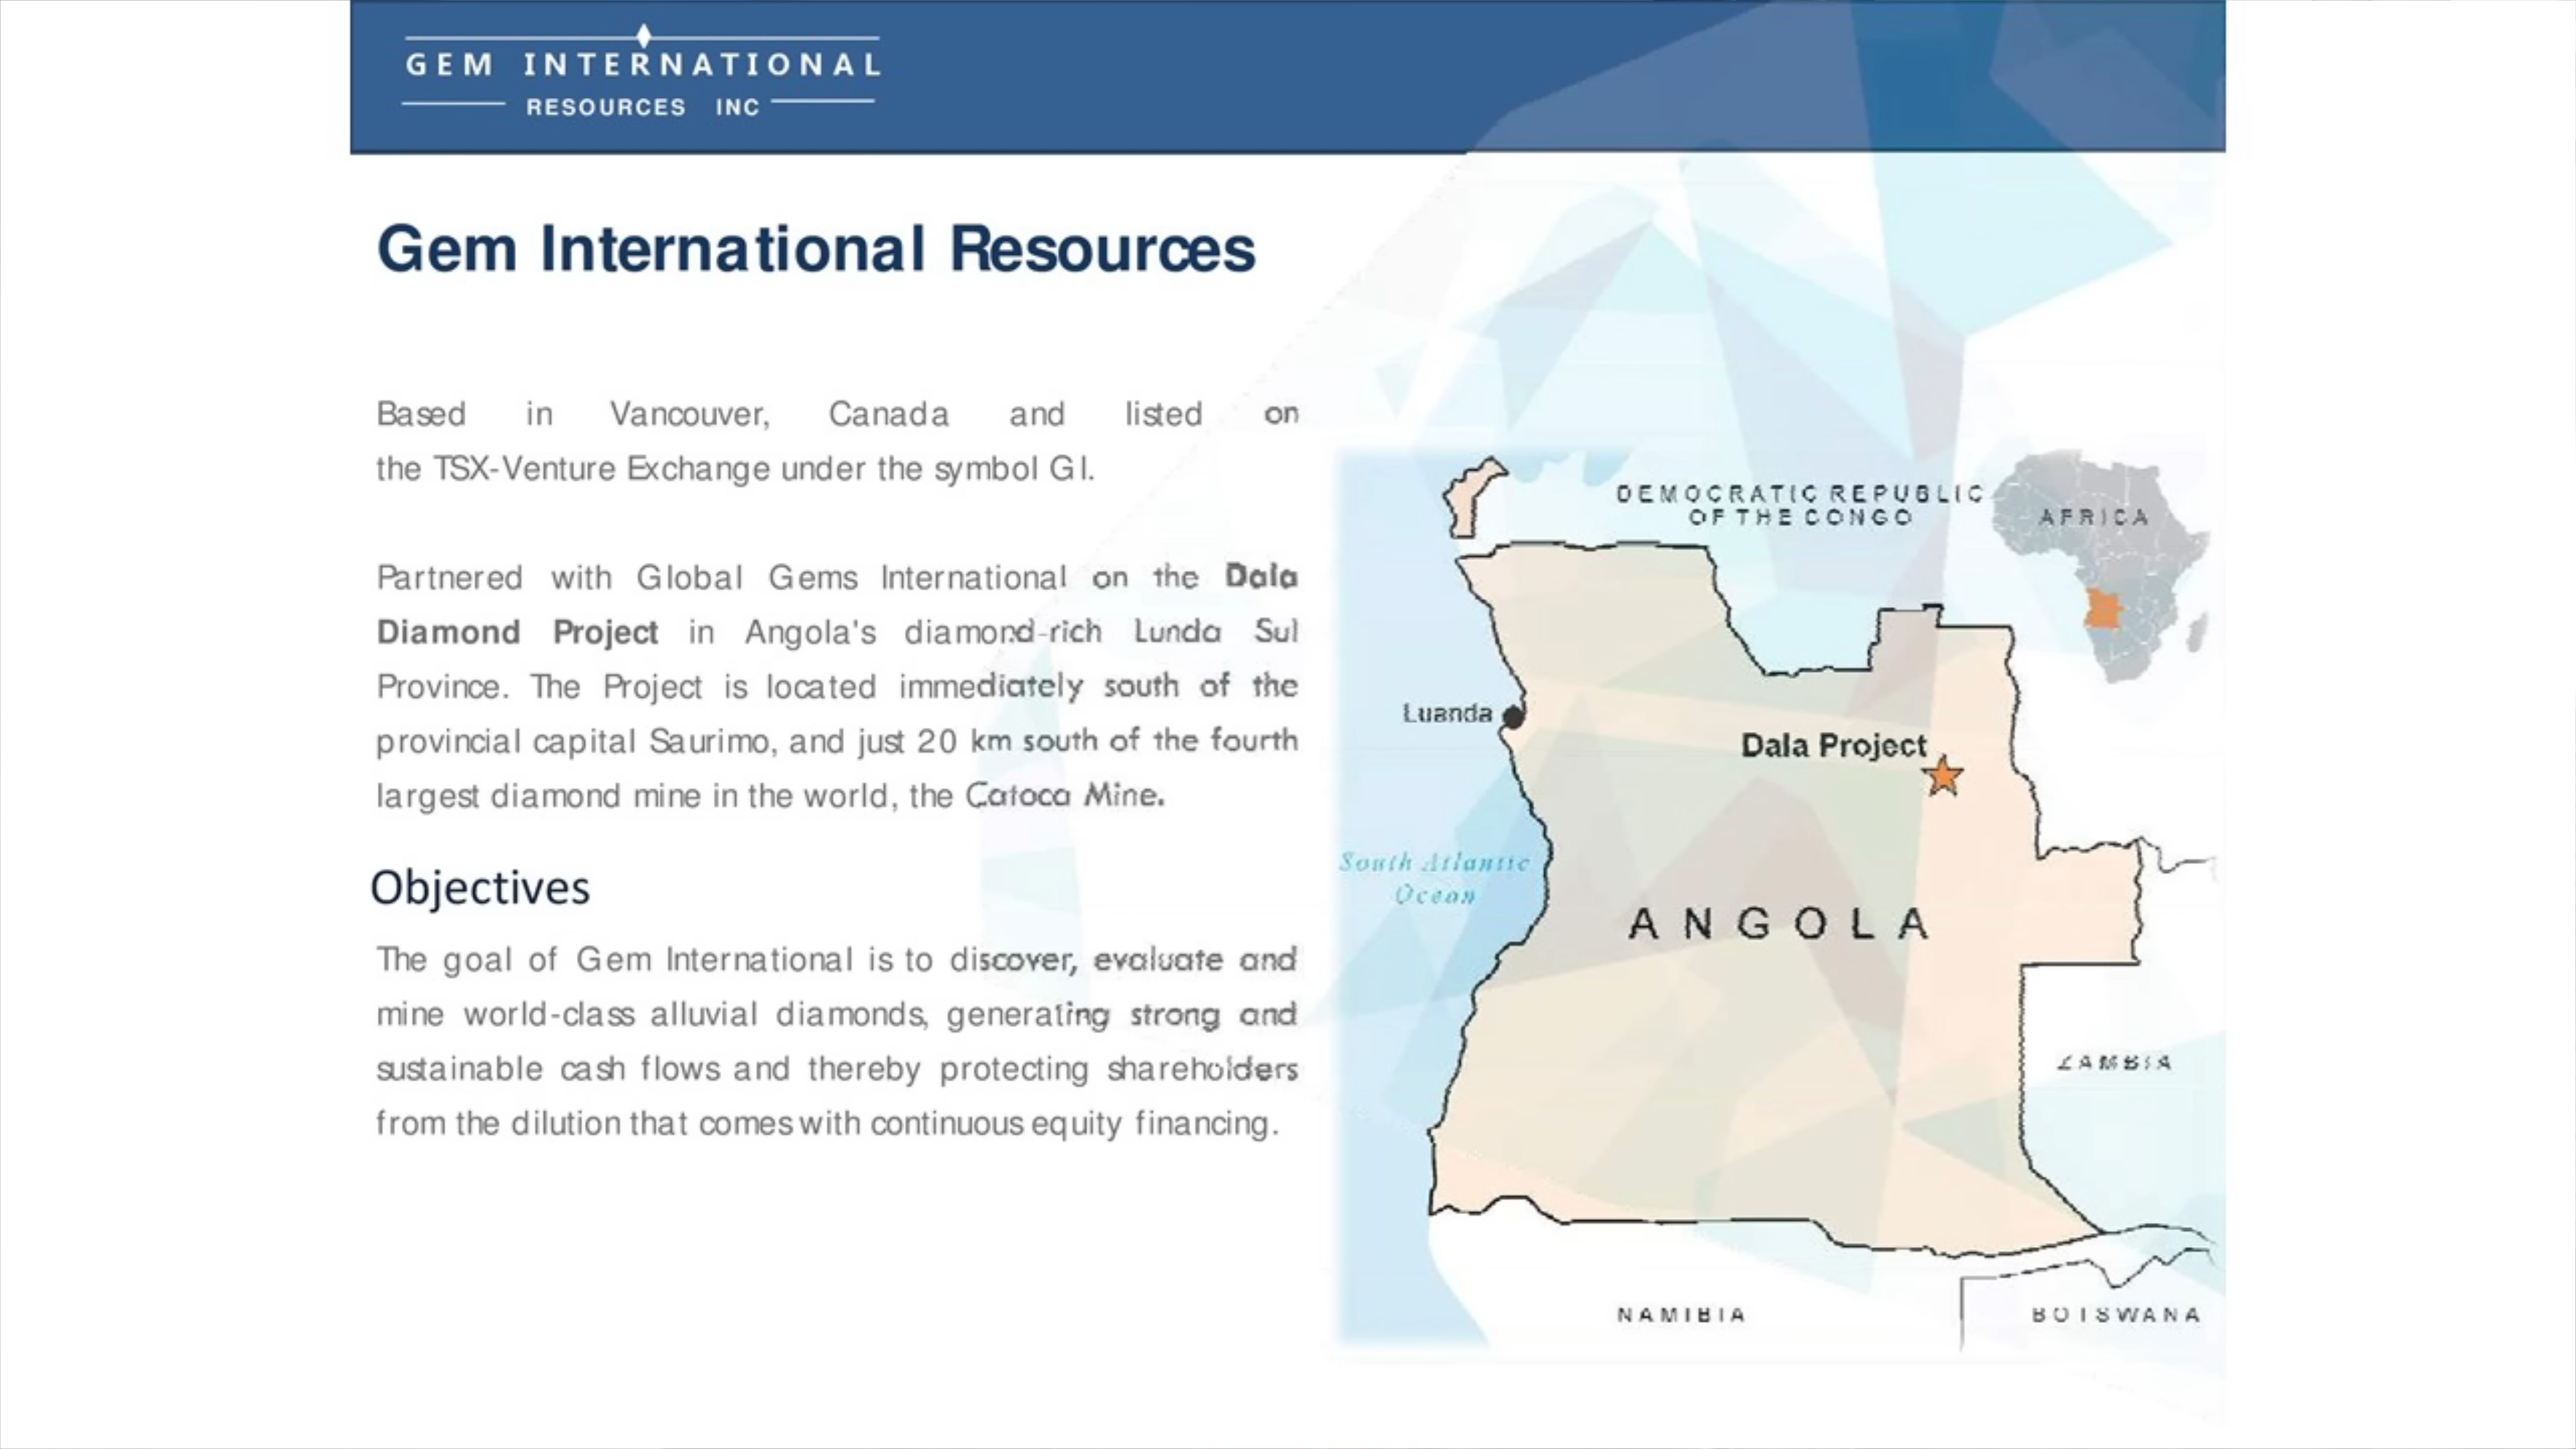 GEM INTERNATIONAL
RESOURCES INC
Gem International Resources
Based in Vancouver, Canada and listed on
the TSX-Venture Exchange under the symbol GI.
Partnered with Global Gems International on the Dala
Diamond Project in Angola's diamond-rich Lunda Sul
Province. The Project is located immediately south of the
provincial capital Saurimo, and just 20 km south of the fourth
largest diamond mine in the world, the Catoca Mine.
Objectives
The goal of Gem International is to discover, evaluate and
mine world-class alluvial diamonds, generating strong and
sustainable cash flows and thereby protecting shareholders
from the dilution that comes with continuous equity financing.
DEMOCRATIC REPUBLIC
OF THE CONGO
AFRICA
Luanda
Dala Project
South Atlantic
Ocean
ANGOLA
ZAMBIA
NAMIBIA
BOTSWANA